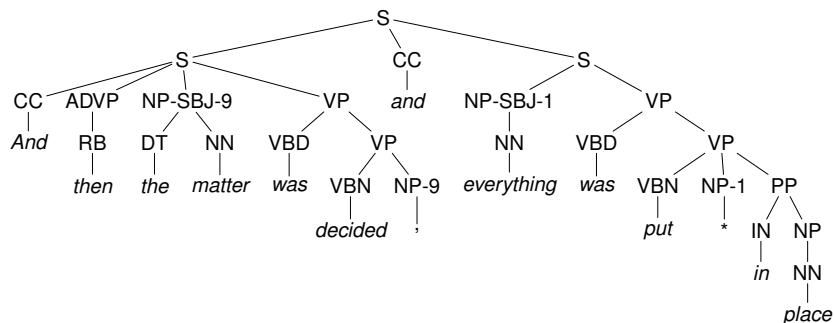 S
S CC S
CC ADVP NP-SBJ-9 VP and NP-SBJ-1 VP
And RB DT NN VBD VP NN VBD VP
then the matter was VBN NP-9 everything was VBN NP-1 PP
decided , put * IN NP
in NN
place